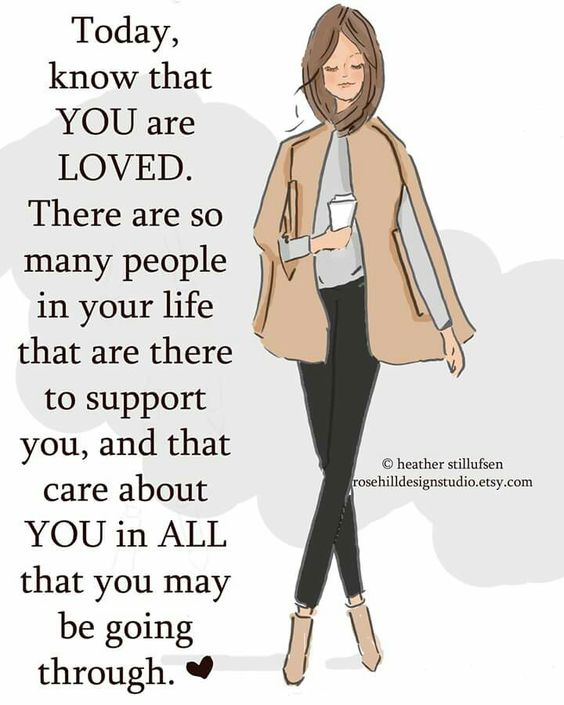 Today,
know that
YOU are
LOVED.
There are so
many people
in your life
that are there
to support
you, and that
care about
YOU in ALL
that you may
be going
through. ❤
© heather stillufsen
rosehilldesignstudio.etsy.com